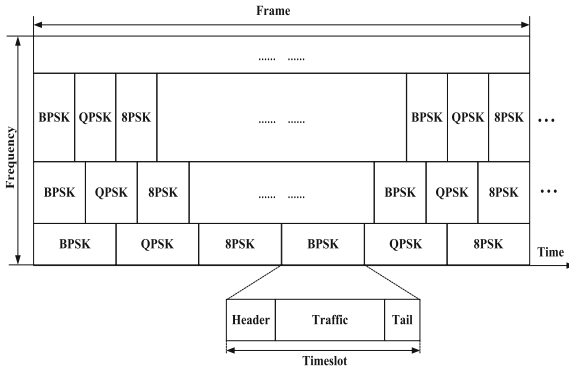 Frame
...... ......
BPSK QPSK 8PSK ...... ...... BPSK QPSK 8PSK ...
Frequency
BPSK QPSK 8PSK ...... ...... BPSK QPSK 8PSK ...
BPSK QPSK 8PSK BPSK QPSK 8PSK
Time
Header Traffic Tail
Timeslot